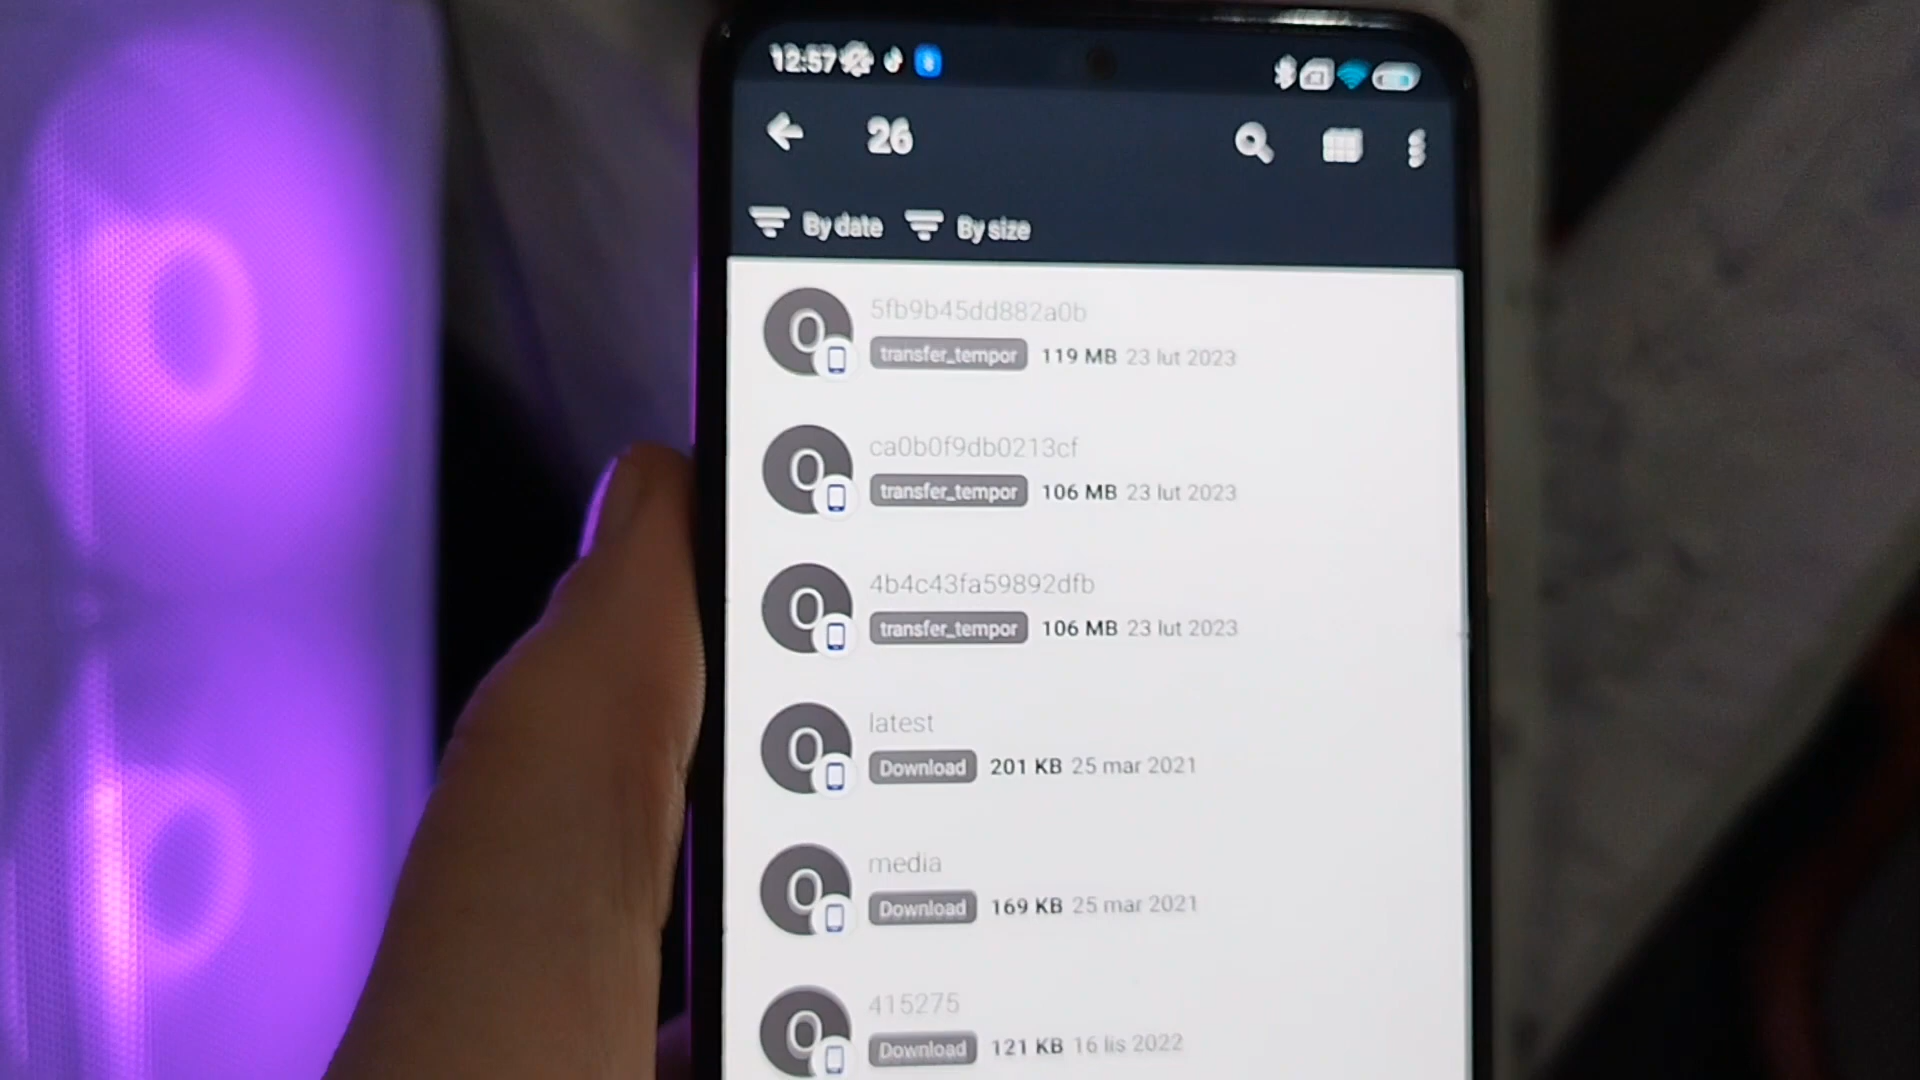 12:57
26
By date By size
5fb9b45dd882a0b
transfer_tempor 119 MB 23 lut 2023
ca0b0f9db0213cf
transfer_tempor 106 MB 23 lut 2023
4b4c43fa59892dfb
transfer_tempor 106 MB 23 lut 2023
latest
Download 201 KB 25 mar 2021
media
Download 169 KB 25 mar 2021
415275
Download 121 KB 16 lis 2022